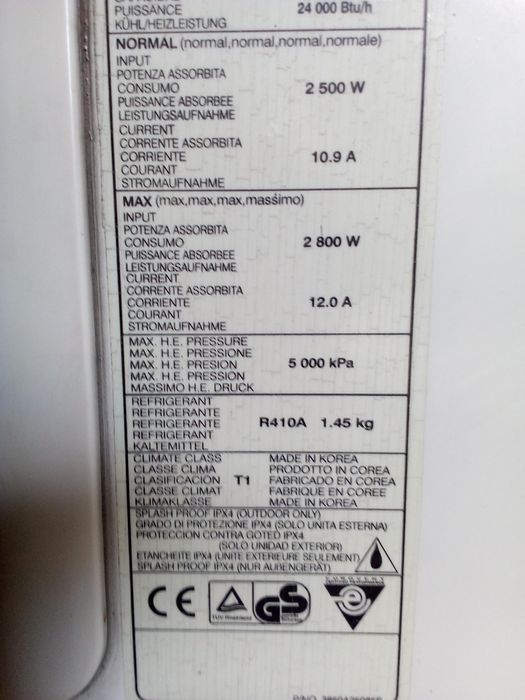 PUISSANCE 24 000 Btu/h
KÜHL/HEIZLEISTUNG
NORMAL (normal,normal,normal,normale)
INPUT
POTENZA ASSORBITA
CONSUMO 2 500 W
PUISSANCE ABSORBEE
LEISTUNGSAUFNAHME
CURRENT
CORRENTE ASSORBITA
CORRIENTE 10.9 A
COURANT
STROMAUFNAHME
MAX (max,max,max,massimo)
INPUT
POTENZA ASSORBITA
CONSUMO 2 800 W
PUISSANCE ABSORBEE
LEISTUNGSAUFNAHME
CURRENT
CORRENTE ASSORBITA
CORRIENTE 12.0 A
COURANT
STROMAUFNAHME
MAX. H.E. PRESSURE
MAX. H.E. PRESSIONE
MAX. H.E. PRESION 5 000 kPa
MAX. H.E. PRESSION
MASSIMO H.E. DRUCK
REFRIGERANT
REFRIGERANTE
REFRIGERANTE R410A 1.45 kg
REFRIGERANT
KALTEMITTEL
CLIMATE CLASS MADE IN KOREA
CLASSE CLIMA PRODOTTO IN COREA
CLASIFICACION T1 FABRICADO EN COREA
CLASSE CLIMAT FABRIQUE EN COREE
KLIMAKLASSE MADE IN KOREA
SPLASH PROOF IPX4 (OUTDOOR ONLY)
GRADO DI PROTEZIONE IPX4 (SOLO UNITA ESTERNA)
PROTECCION CONTRA GOTEO IPX4
(SOLO UNIDAD EXTERIOR)
ETANCHEITE IPX4 (UNITE EXTERIEURE SEULEMENT)
SPLASH PROOF IPX4 (NUR AUßENGERÄT)
CE TÜV Rheinland GS